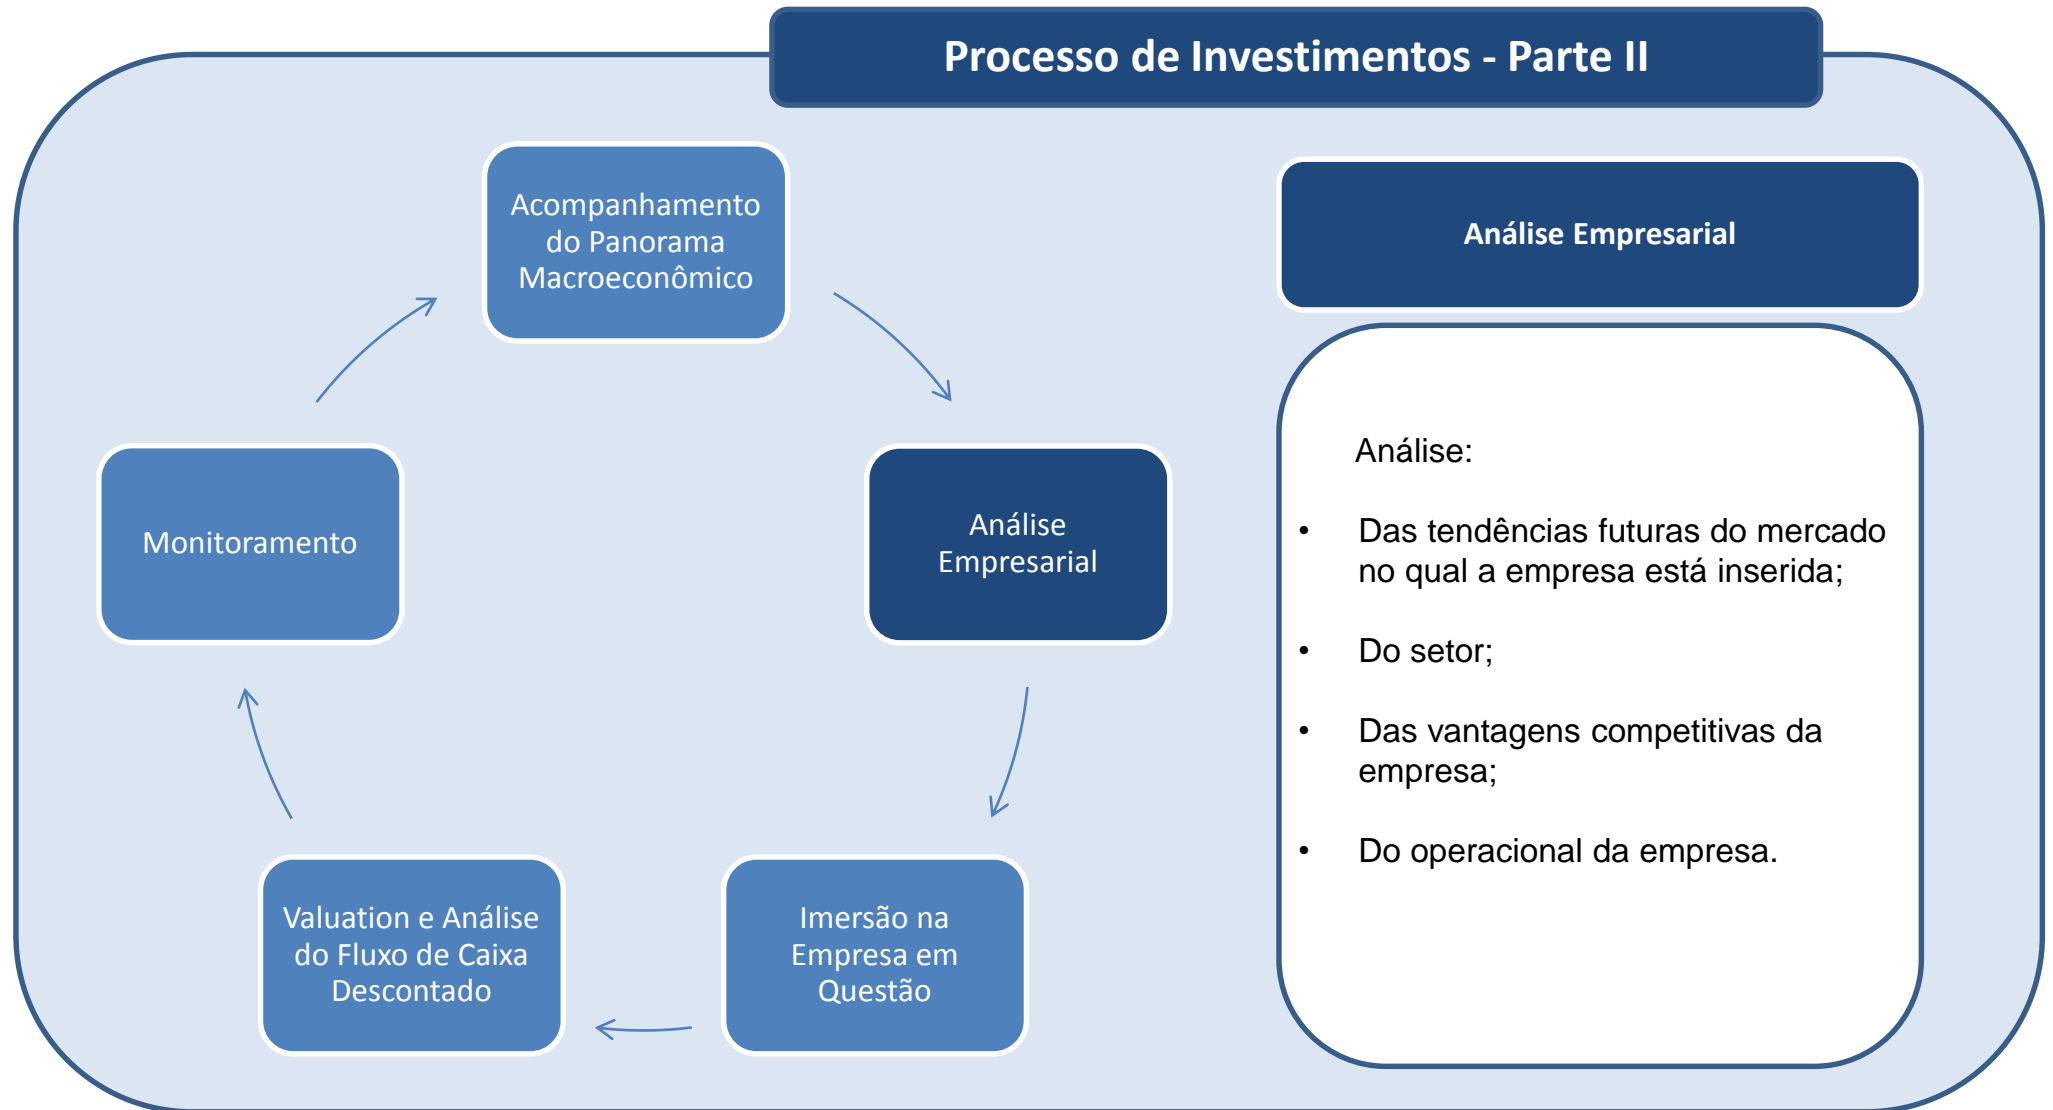 Processo de Investimentos - Parte II
Acompanhamento
do Panorama
Macroeconômico
Análise
Empresarial
Imersão na
Empresa em
Questão
Valuation e Análise
do Fluxo de Caixa
Descontado
Monitoramento
Análise Empresarial
Análise:
• Das tendências futuras do mercado
no qual a empresa está inserida;
• Do setor;
• Das vantagens competitivas da
empresa;
• Do operacional da empresa.